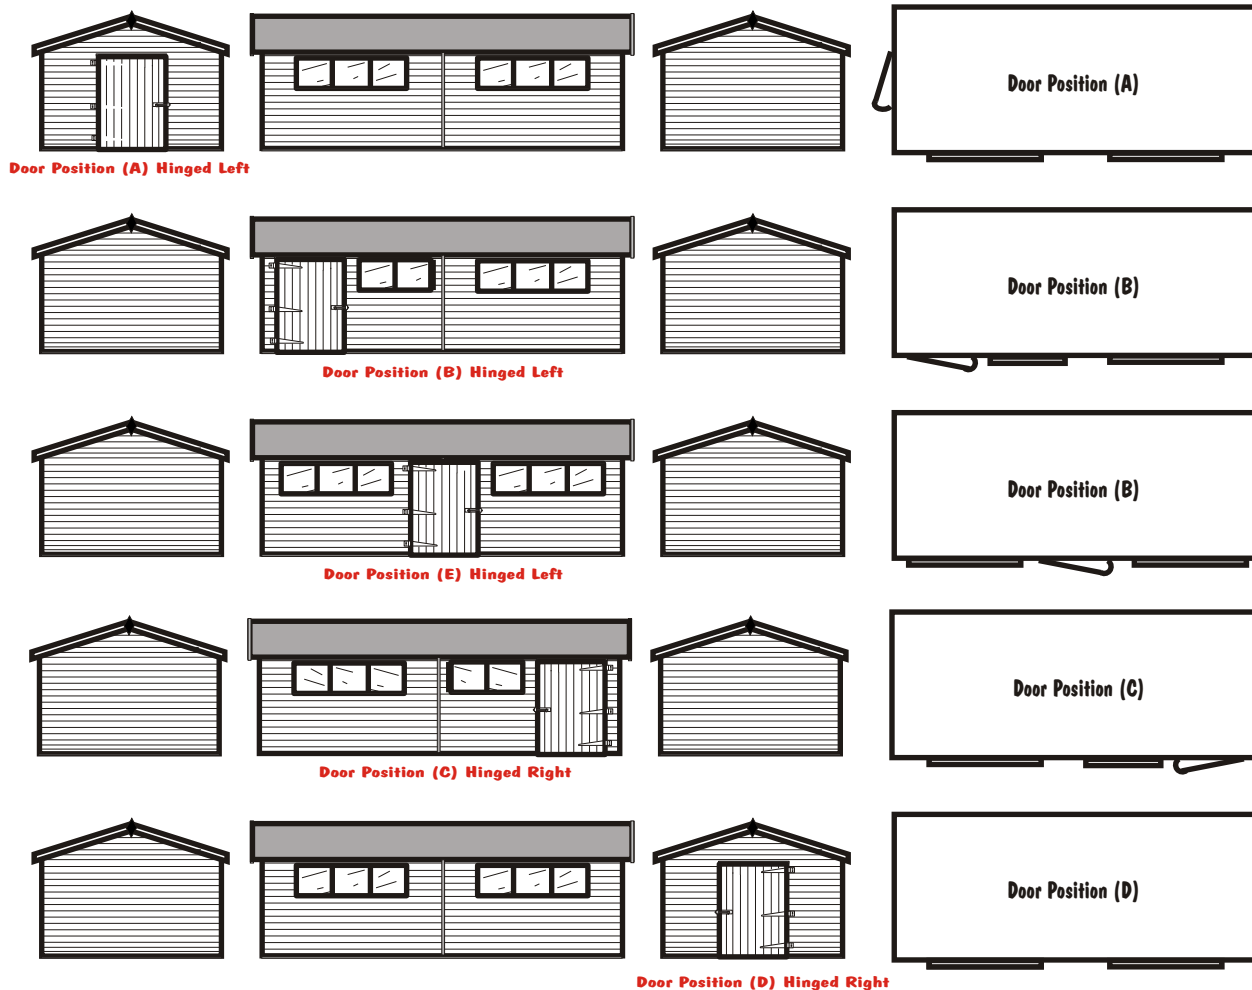 Door Position (A)
Door Position (A) Hinged Left
Door Position (B)
Door Position (B) Hinged Left
Door Position (B)
Door Position (E) Hinged Left
Door Position (C)
Door Position (C) Hinged Right
Door Position (D)
Door Position (D) Hinged Right